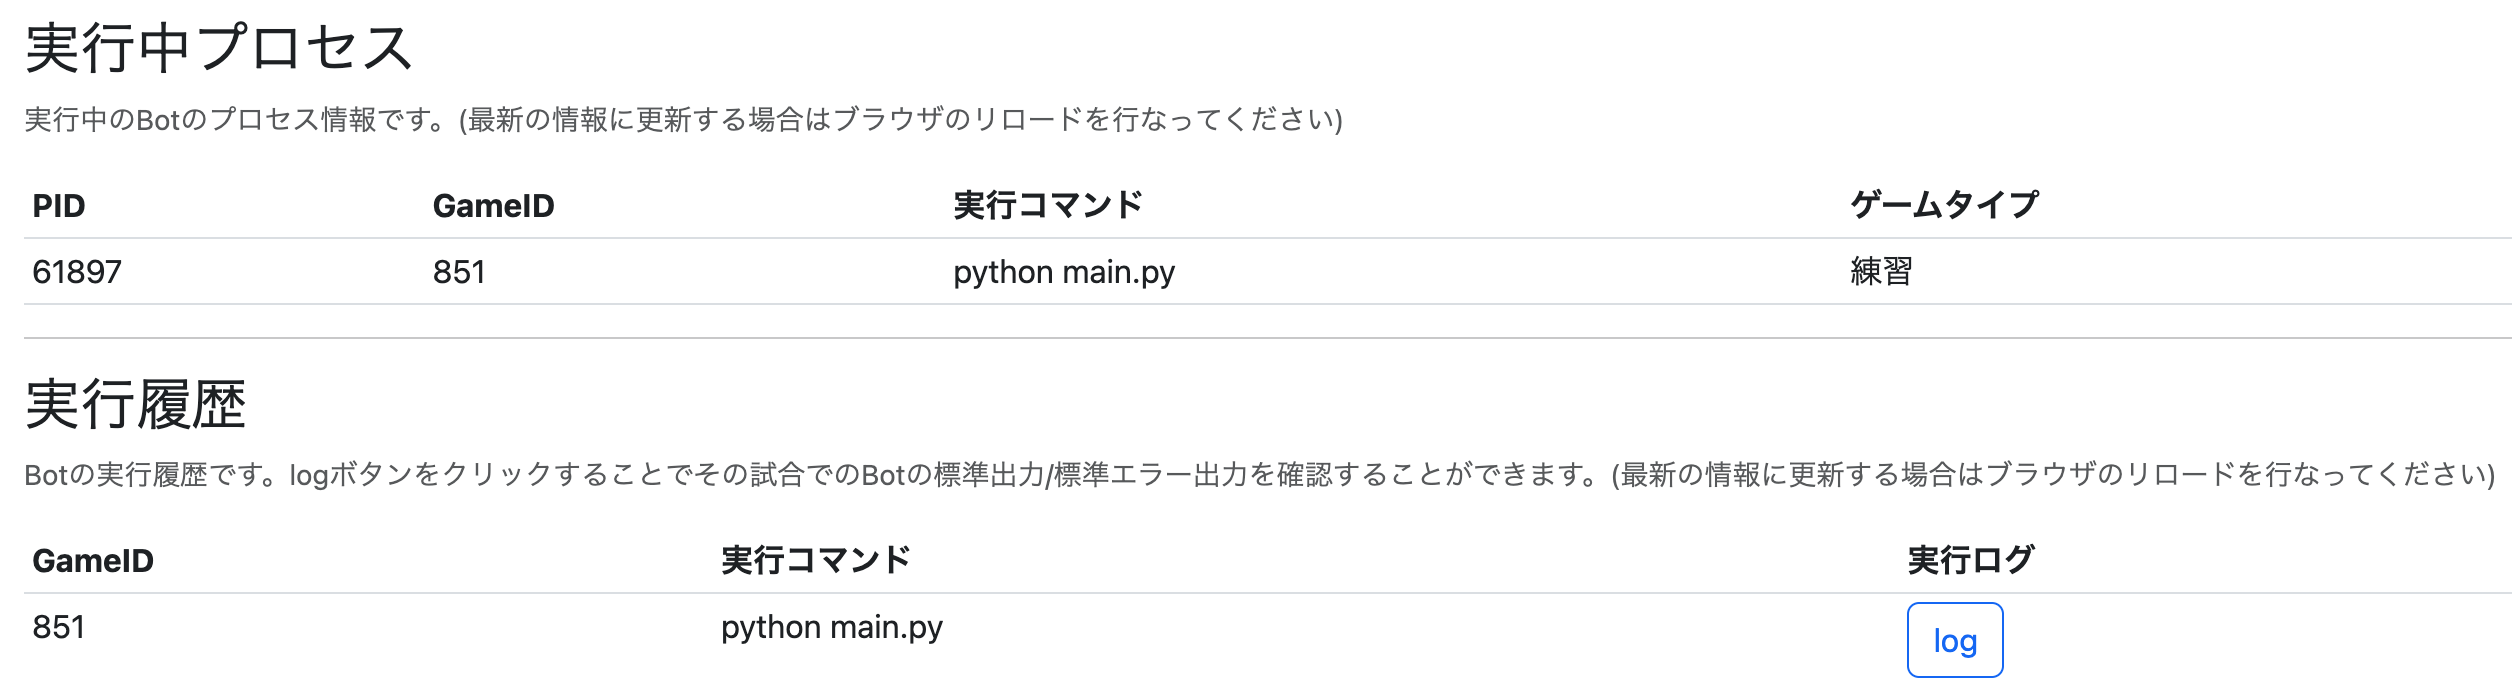 実行中プロセス
実行中のBotのプロセス情報です。(最新の情報に更新する場合はブラウザのリロードを行なってください)
PID GameID 実行コマンド ゲームタイプ
61897 851 python main.py 練習
実行履歴
Botの実行履歴です。logボタンをクリックすることでその試合でのBotの標準出力/標準エラー出力を確認することができます。(最新の情報に更新する場合はブラウザのリロードを行なってください)
GameID 実行コマンド 実行ログ
851 python main.py log